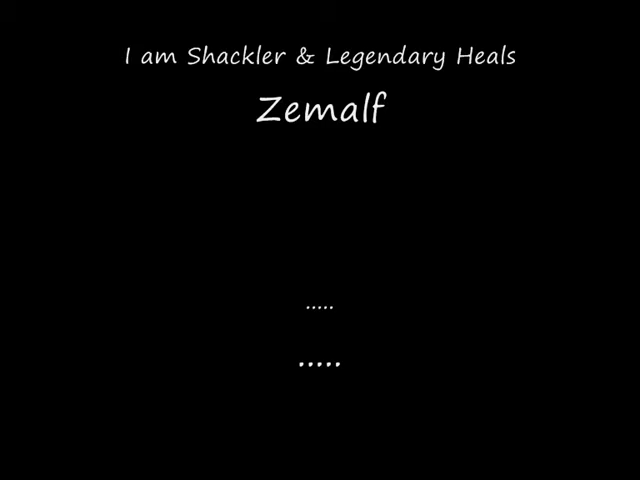 I am Shackler & Legendary Heals
Zemalf
.....
.....